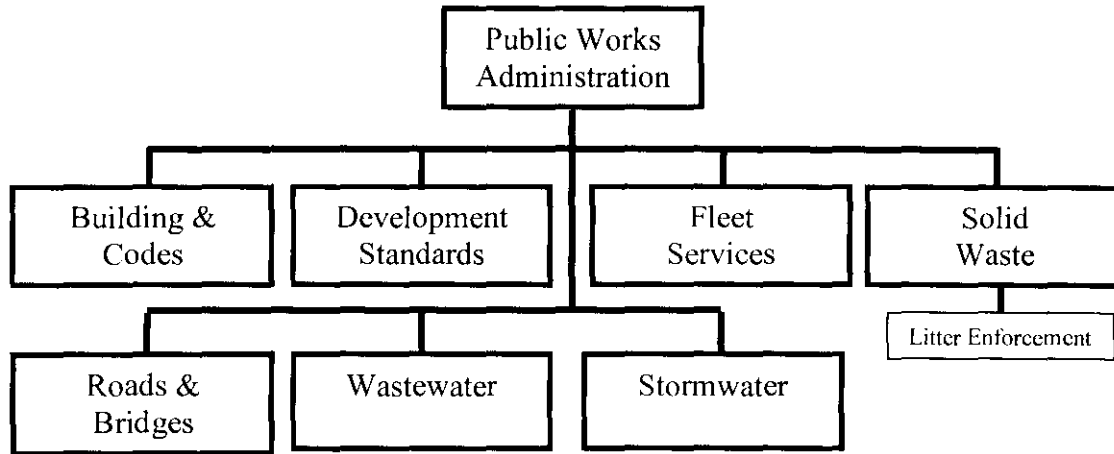 Public Works
Administration
Building &
Codes
Development
Standards
Fleet
Services
Solid
Waste
Litter Enforcement
Roads &
Bridges
Wastewater
Stormwater